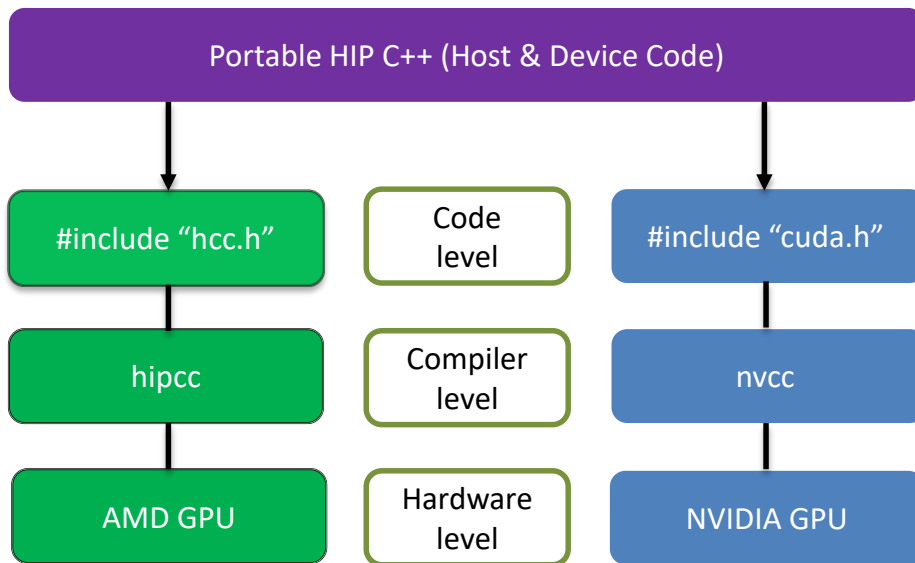 Portable HIP C++ (Host & Device Code)
#include “hcc.h”
Code
level
#include “cuda.h”
hipcc
Compiler
level
nvcc
AMD GPU
Hardware
level
NVIDIA GPU